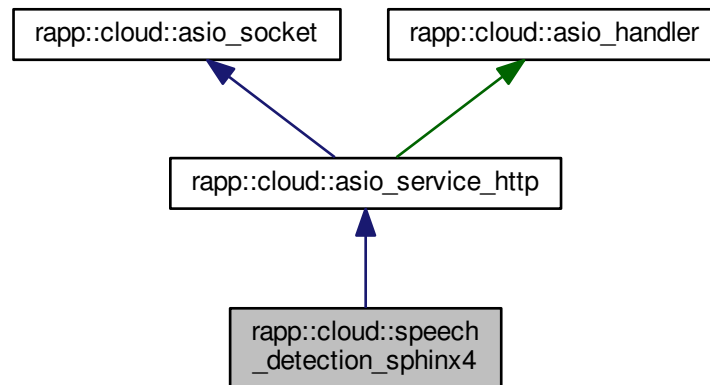 rapp::cloud::asio_socket
rapp::cloud::asio_handler
rapp::cloud::asio_service_http
rapp::cloud::speech
_detection_sphinx4